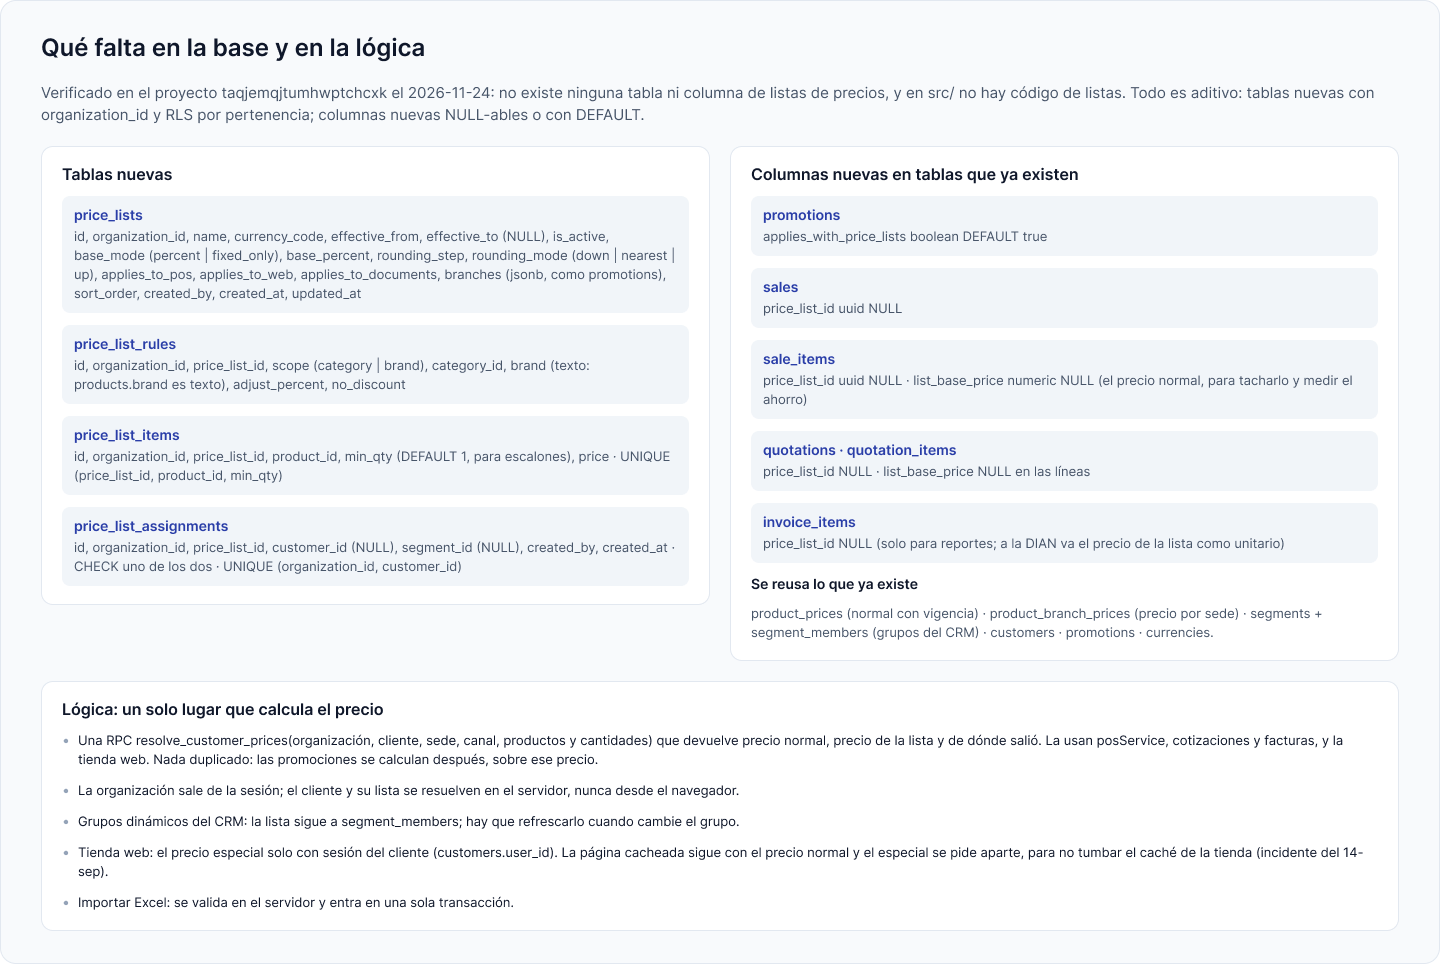 Qué falta en la base y en la lógica
Verificado en el proyecto taqjemqjtumhwptchcxk el 2026-11-24: no existe ninguna tabla ni columna de listas de precios, y en src/ no hay código de listas. Todo es aditivo: tablas nuevas con
organization_id y RLS por pertenencia; columnas nuevas NULL-ables o con DEFAULT.
Tablas nuevas
price_lists
id, organization_id, name, currency_code, effective_from, effective_to (NULL), is_active,
base_mode (percent | fixed_only), base_percent, rounding_step, rounding_mode (down | nearest |
up), applies_to_pos, applies_to_web, applies_to_documents, branches (jsonb, como promotions),
sort_order, created_by, created_at, updated_at
price_list_rules
id, organization_id, price_list_id, scope (category | brand), category_id, brand (texto:
products.brand es texto), adjust_percent, no_discount
price_list_items
id, organization_id, price_list_id, product_id, min_qty (DEFAULT 1, para escalones), price · UNIQUE
(price_list_id, product_id, min_qty)
price_list_assignments
id, organization_id, price_list_id, customer_id (NULL), segment_id (NULL), created_by, created_at ·
CHECK uno de los dos · UNIQUE (organization_id, customer_id)
Columnas nuevas en tablas que ya existen
promotions
applies_with_price_lists boolean DEFAULT true
sales
price_list_id uuid NULL
sale_items
price_list_id uuid NULL · list_base_price numeric NULL (el precio normal, para tacharlo y medir el
ahorro)
quotations · quotation_items
price_list_id NULL · list_base_price NULL en las líneas
invoice_items
price_list_id NULL (solo para reportes; a la DIAN va el precio de la lista como unitario)
Se reusa lo que ya existe
product_prices (normal con vigencia) · product_branch_prices (precio por sede) · segments +
segment_members (grupos del CRM) · customers · promotions · currencies.
Lógica: un solo lugar que calcula el precio
• Una RPC resolve_customer_prices(organización, cliente, sede, canal, productos y cantidades) que devuelve precio normal, precio de la lista y de dónde salió. La usan posService, cotizaciones y facturas, y la
tienda web. Nada duplicado: las promociones se calculan después, sobre ese precio.
• La organización sale de la sesión; el cliente y su lista se resuelven en el servidor, nunca desde el navegador.
• Grupos dinámicos del CRM: la lista sigue a segment_members; hay que refrescarlo cuando cambie el grupo.
• Tienda web: el precio especial solo con sesión del cliente (customers.user_id). La página cacheada sigue con el precio normal y el especial se pide aparte, para no tumbar el caché de la tienda (incidente del 14-
sep).
• Importar Excel: se valida en el servidor y entra en una sola transacción.